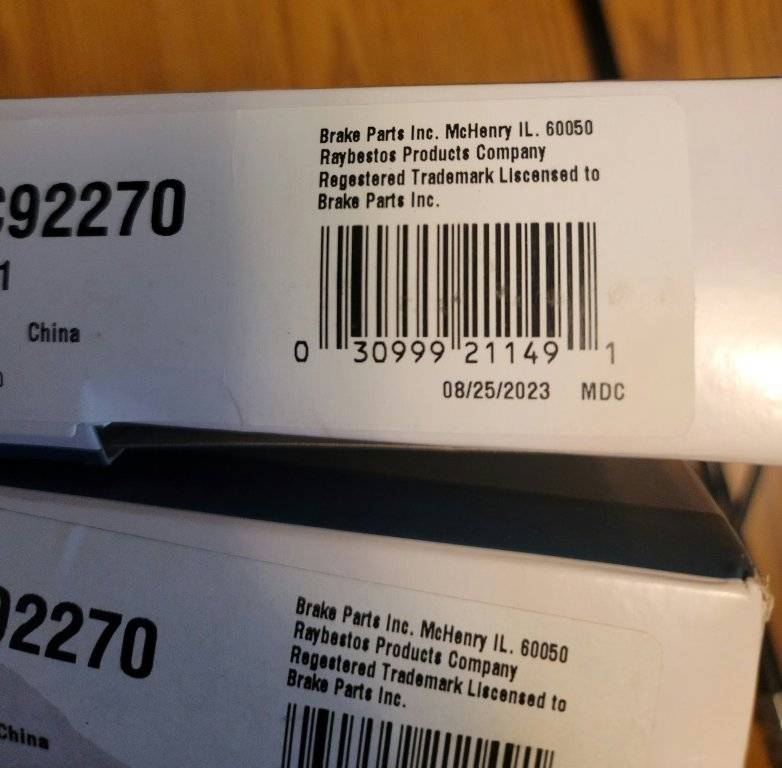 C92270
1
China
Brake Parts Inc. McHenry IL. 60050
Raybestos Products Company
Regestered Trademark Liscensed to
Brake Parts Inc.
0 30999 21149 1
08/25/2023 MDC
92270
China
Brake Parts Inc. McHenry IL. 60050
Raybestos Products Company
Regestered Trademark Liscensed to
Brake Parts Inc.